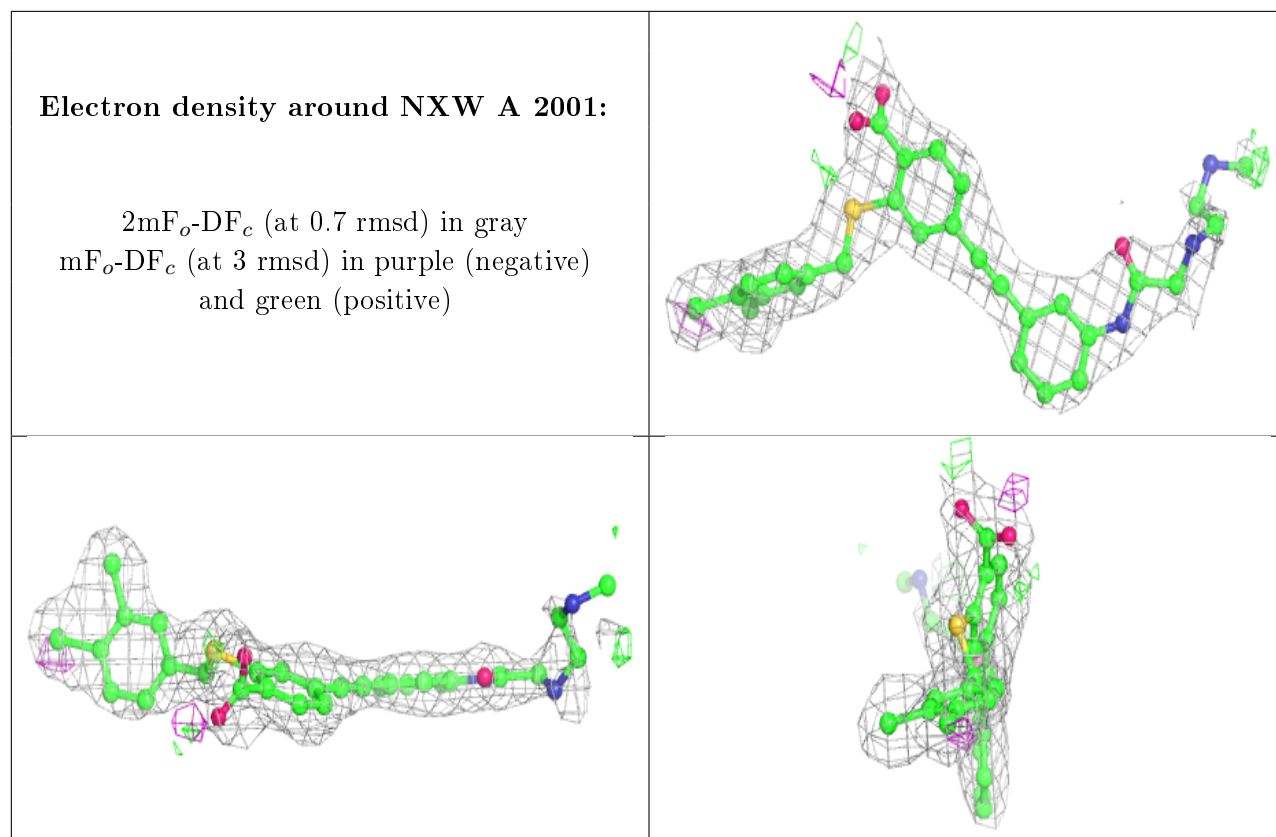 Electron density around NXW A 2001:
2mFo-DFc (at 0.7 rmsd) in gray
mFo-DFc (at 3 rmsd) in purple (negative)
and green (positive)